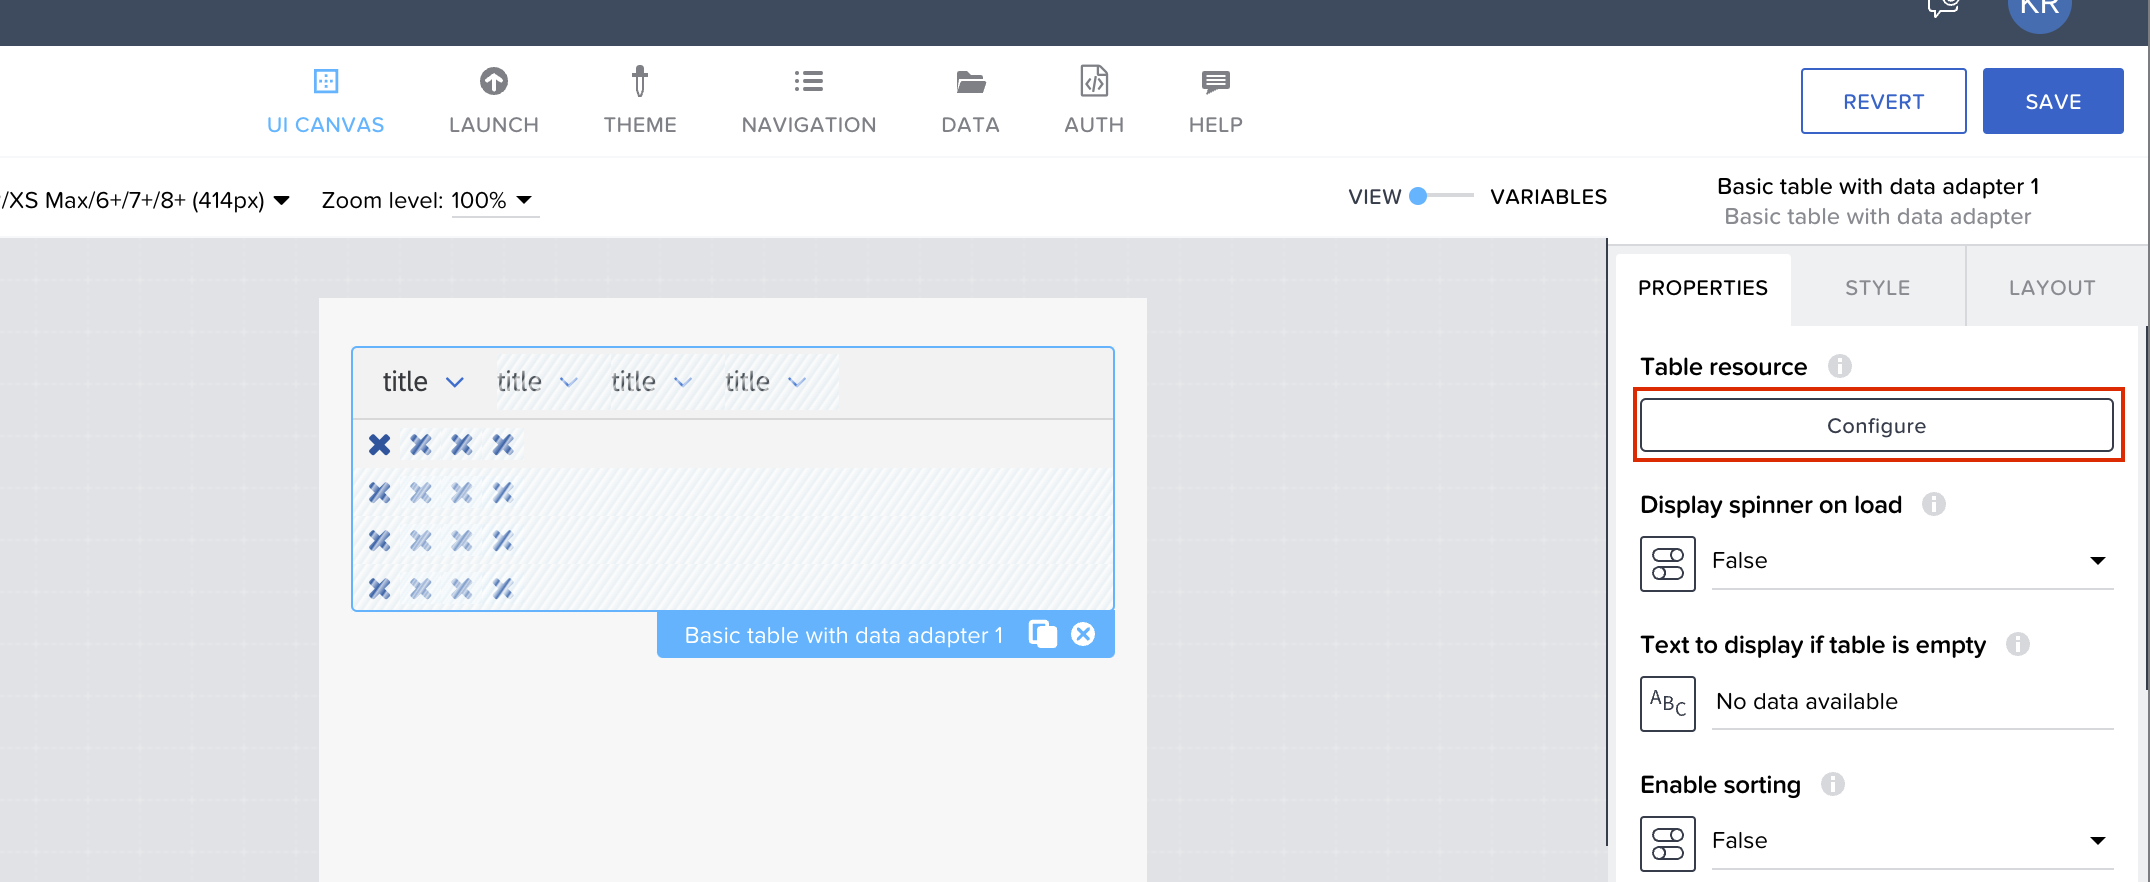 KR
UI CANVAS
LAUNCH
THEME
NAVIGATION
DATA
AUTH
HELP
REVERT
SAVE
/XS Max/6+/7+/8+ (414px)
Zoom level: 100%
VIEW
VARIABLES
Basic table with data adapter 1
Basic table with data adapter
PROPERTIES
STYLE
LAYOUT
title
title
title
title
Basic table with data adapter 1
Table resource
Configure
Display spinner on load
False
Text to display if table is empty
ABC
No data available
Enable sorting
False